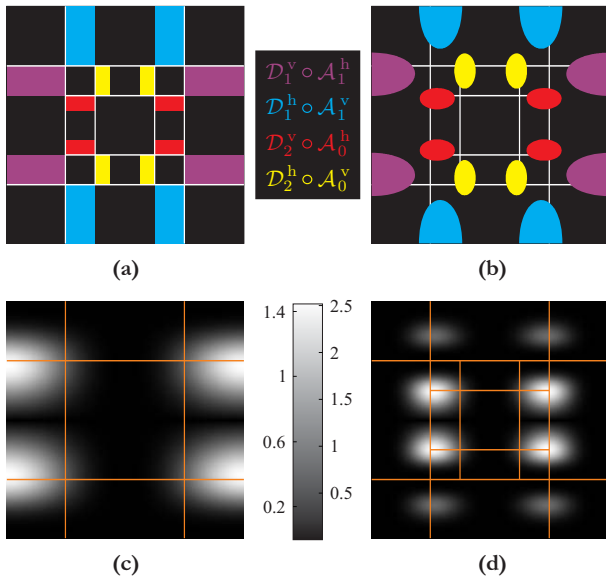 𝒟₁ᵛ ∘ 𝒜₁ʰ
𝒟₁ʰ ∘ 𝒜₁ᵛ
𝒟₂ᵛ ∘ 𝒜₀ʰ
𝒟₂ʰ ∘ 𝒜₀ᵛ
(a)
(b)
1.4
1
0.6
0.2
2.5
2
1.5
1
0.5
(c)
(d)